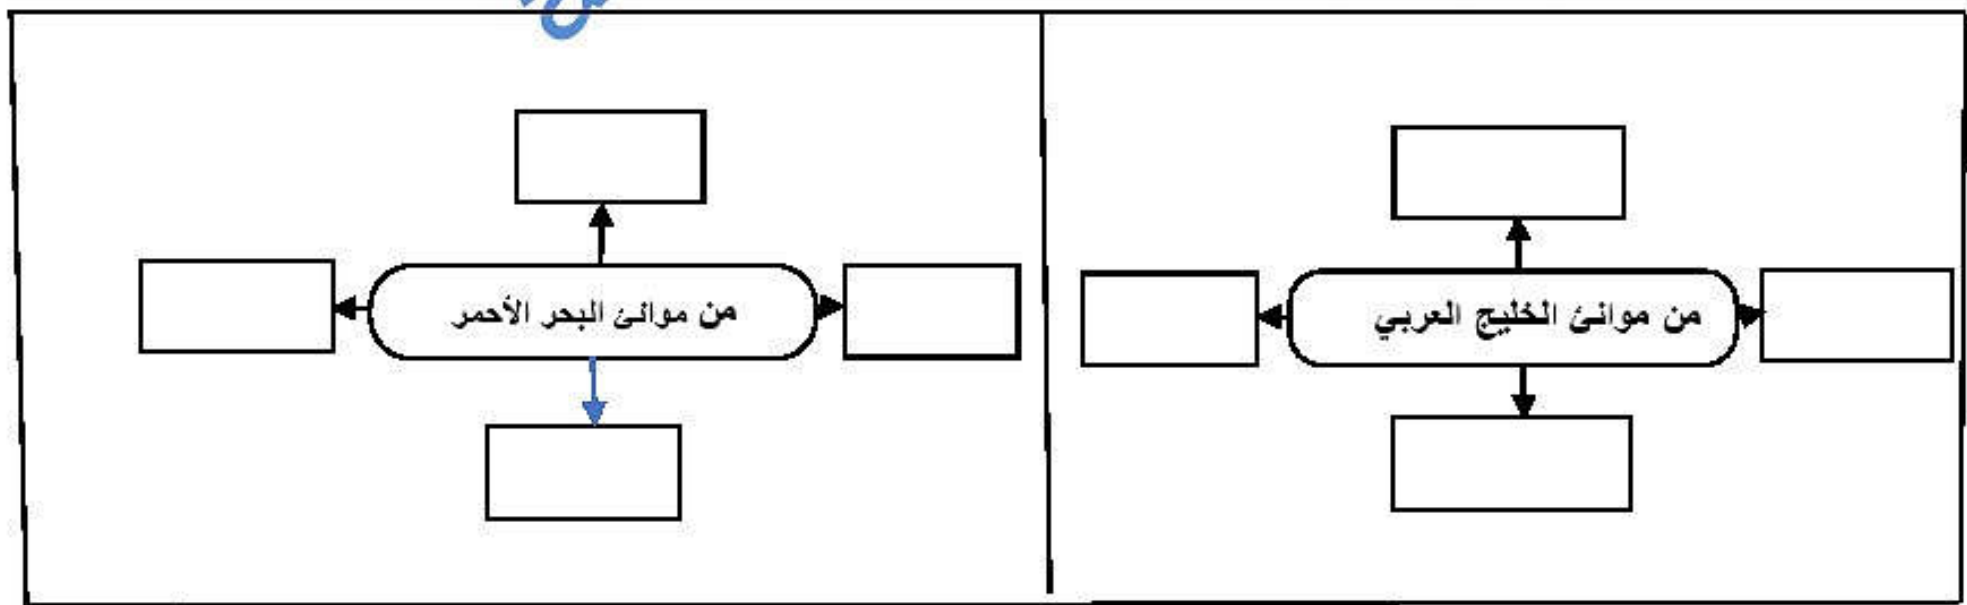 من موانئ الخليج العربي
من موانئ البحر الأحمر